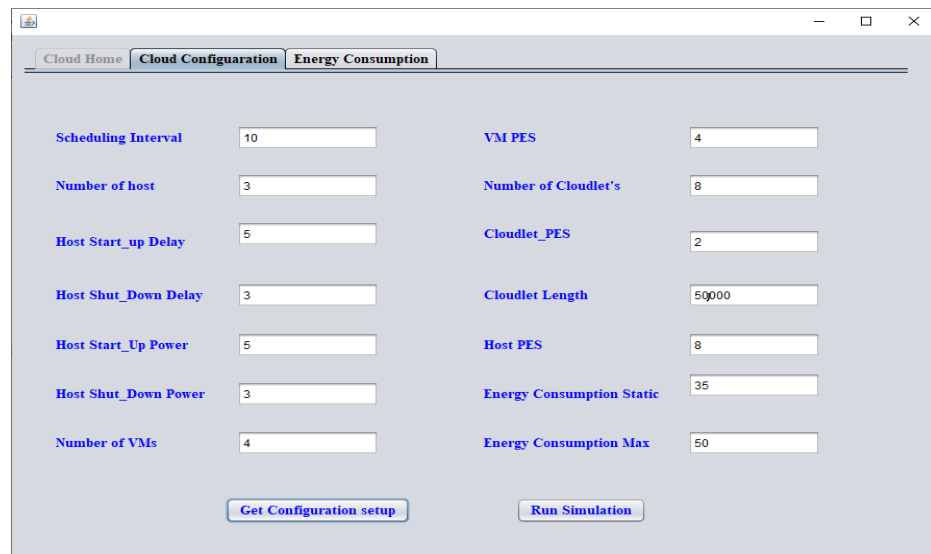 Cloud Home Cloud Configuaration Energy Consumption
Scheduling Interval 10 VM PES 4
Number of host 3 Number of Cloudlet's 8
Host Start_up Delay 5 Cloudlet_PES 2
Host Shut_Down Delay 3 Cloudlet Length 50000
Host Start_Up Power 5 Host PES 8
Host Shut_Down Power 3 Energy Consumption Static 35
Number of VMs 4 Energy Consumption Max 50
Get Configuration setup Run Simulation